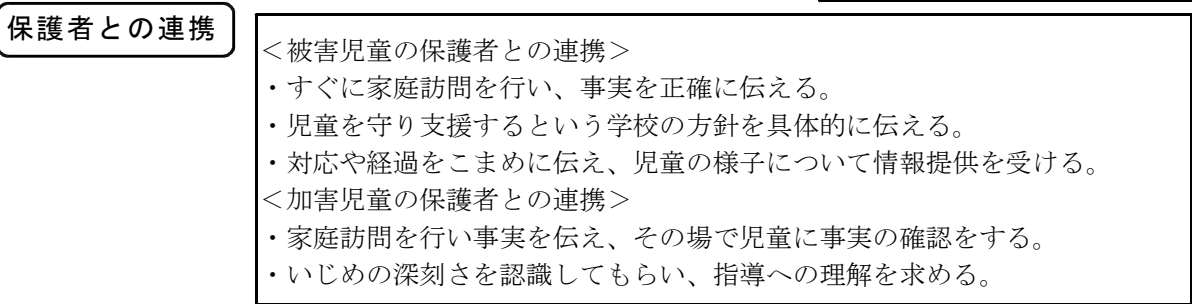 保護者との連携
＜被害児童の保護者との連携＞
・すぐに家庭訪問を行い、事実を正確に伝える。
・児童を守り支援するという学校の方針を具体的に伝える。
・対応や経過をこまめに伝え、児童の様子について情報提供を受ける。
＜加害児童の保護者との連携＞
・家庭訪問を行い事実を伝え、その場で児童に事実の確認をする。
・いじめの深刻さを認識してもらい、指導への理解を求める。